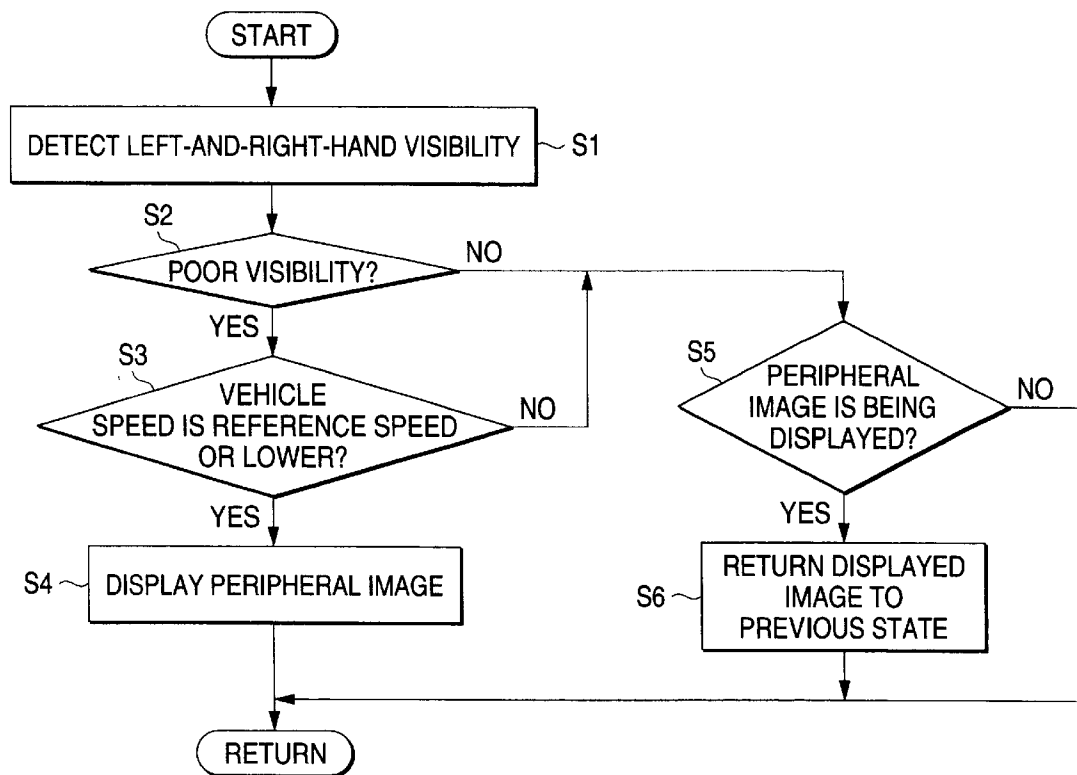 START
DETECT LEFT-AND-RIGHT-HAND VISIBILITY
S1
S2
POOR VISIBILITY?
NO
YES
S3
VEHICLE
SPEED IS REFERENCE SPEED
OR LOWER?
NO
YES
S4
DISPLAY PERIPHERAL IMAGE
S5
PERIPHERAL
IMAGE IS BEING
DISPLAYED?
NO
YES
S6
RETURN DISPLAYED
IMAGE TO
PREVIOUS STATE
RETURN